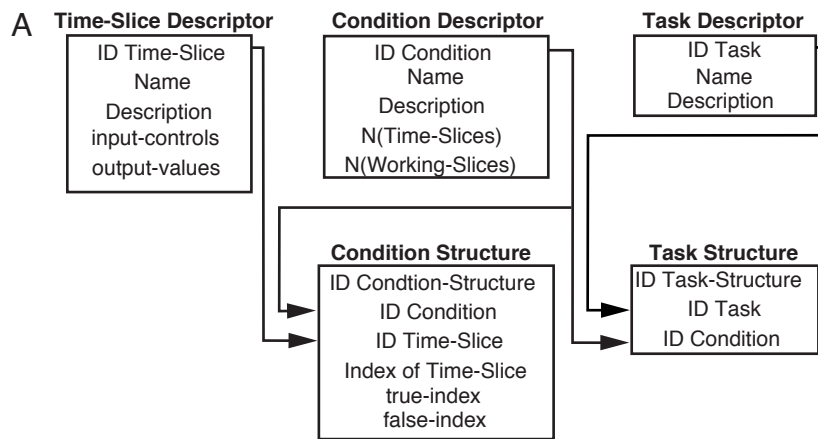 A
Time-Slice Descriptor
ID Time-Slice
Name
Description
input-controls
output-values
Condition Descriptor
ID Condition
Name
Description
N(Time-Slices)
N(Working-Slices)
Task Descriptor
ID Task
Name
Description
Condition Structure
ID Condtion-Structure
ID Condition
ID Time-Slice
Index of Time-Slice
true-index
false-index
Task Structure
ID Task-Structure
ID Task
ID Condition